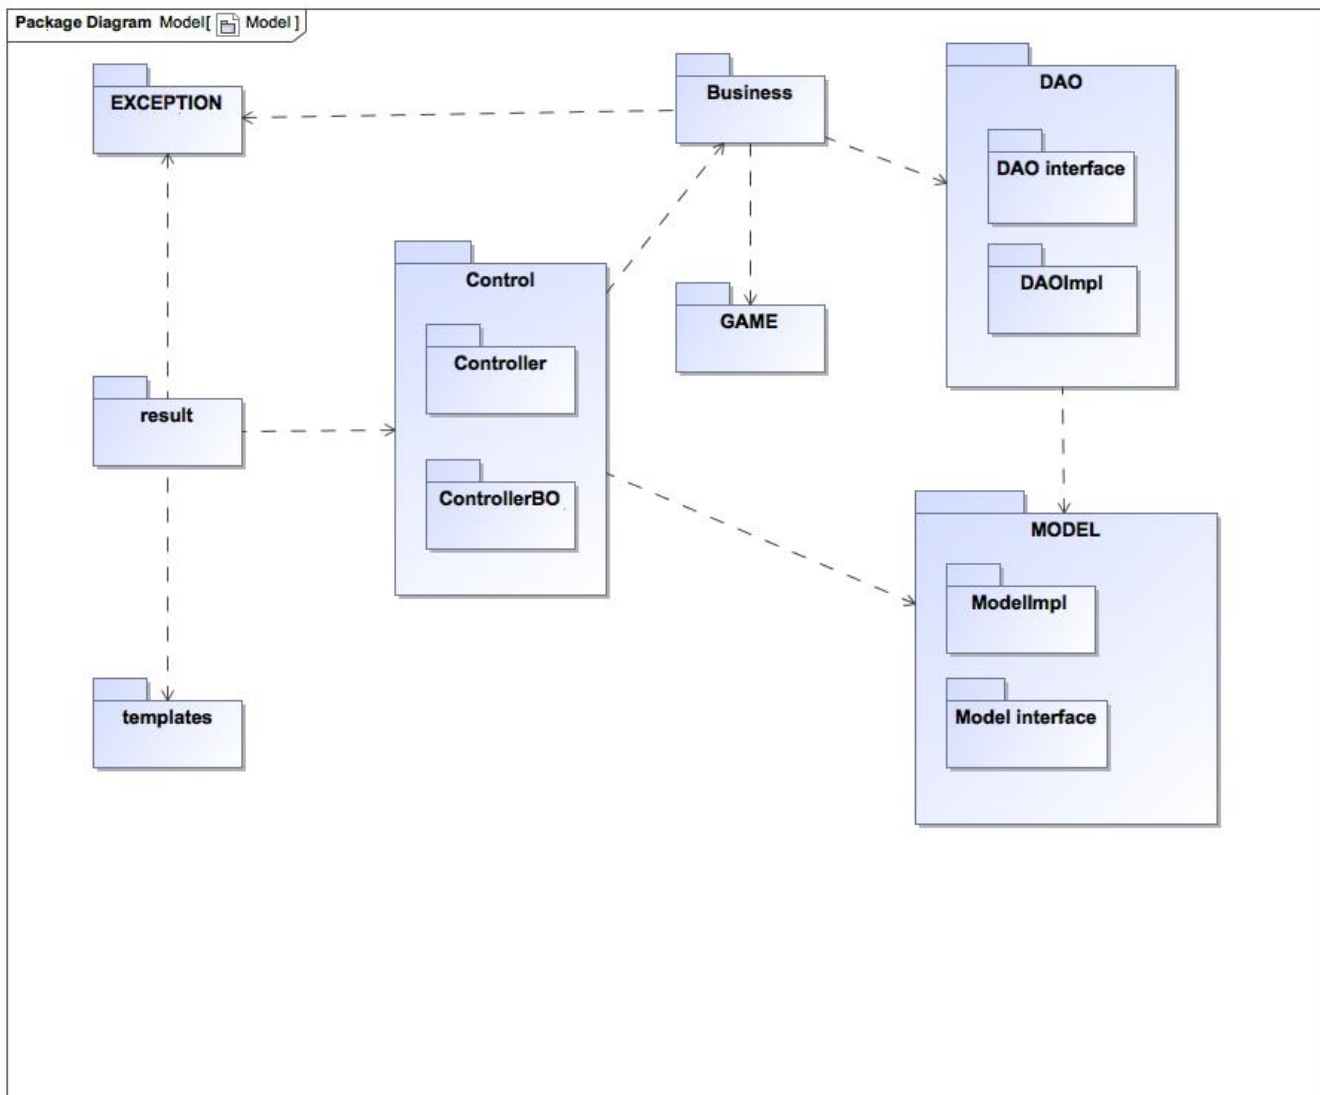 Package Diagram Model[ Model ]
EXCEPTION
Business
DAO
DAO interface
DAOImpl
Control
Controller
ControllerBO
GAME
result
MODEL
ModelImpl
Model interface
templates